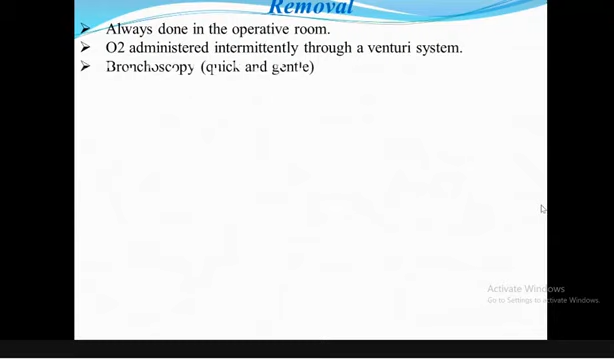 Removal
Always done in the operative room.
O2 administered intermittently through a venturi system.
Bronchoscopy (quick and gentle)
Activate Windows
Go to Settings to activate Windows.